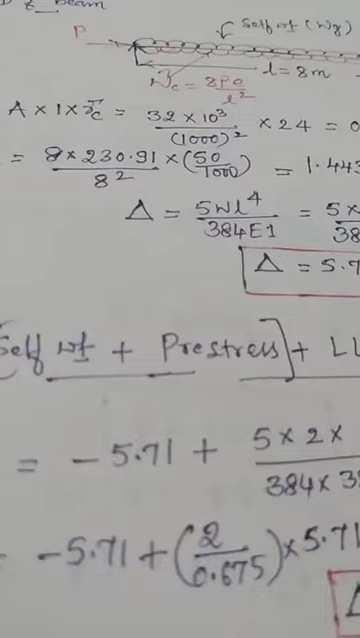 beam
Self wt (Wg)
P
l = 8m
Wc = 8Pe / l²
A × 1 × γc = 32 × 10³ / (1000)² × 24 = 0
= 8 × 230.91 / 8² × (50/1000) = 1.443
Δ = 5Wl⁴ / 384EI = 5× / 38
Δ = 5.7
Self wt + Prestress] + LL
= -5.71 + 5 × 2 × / 384 × 3
-5.71 + (2 / 0.675) × 5.71
Δ